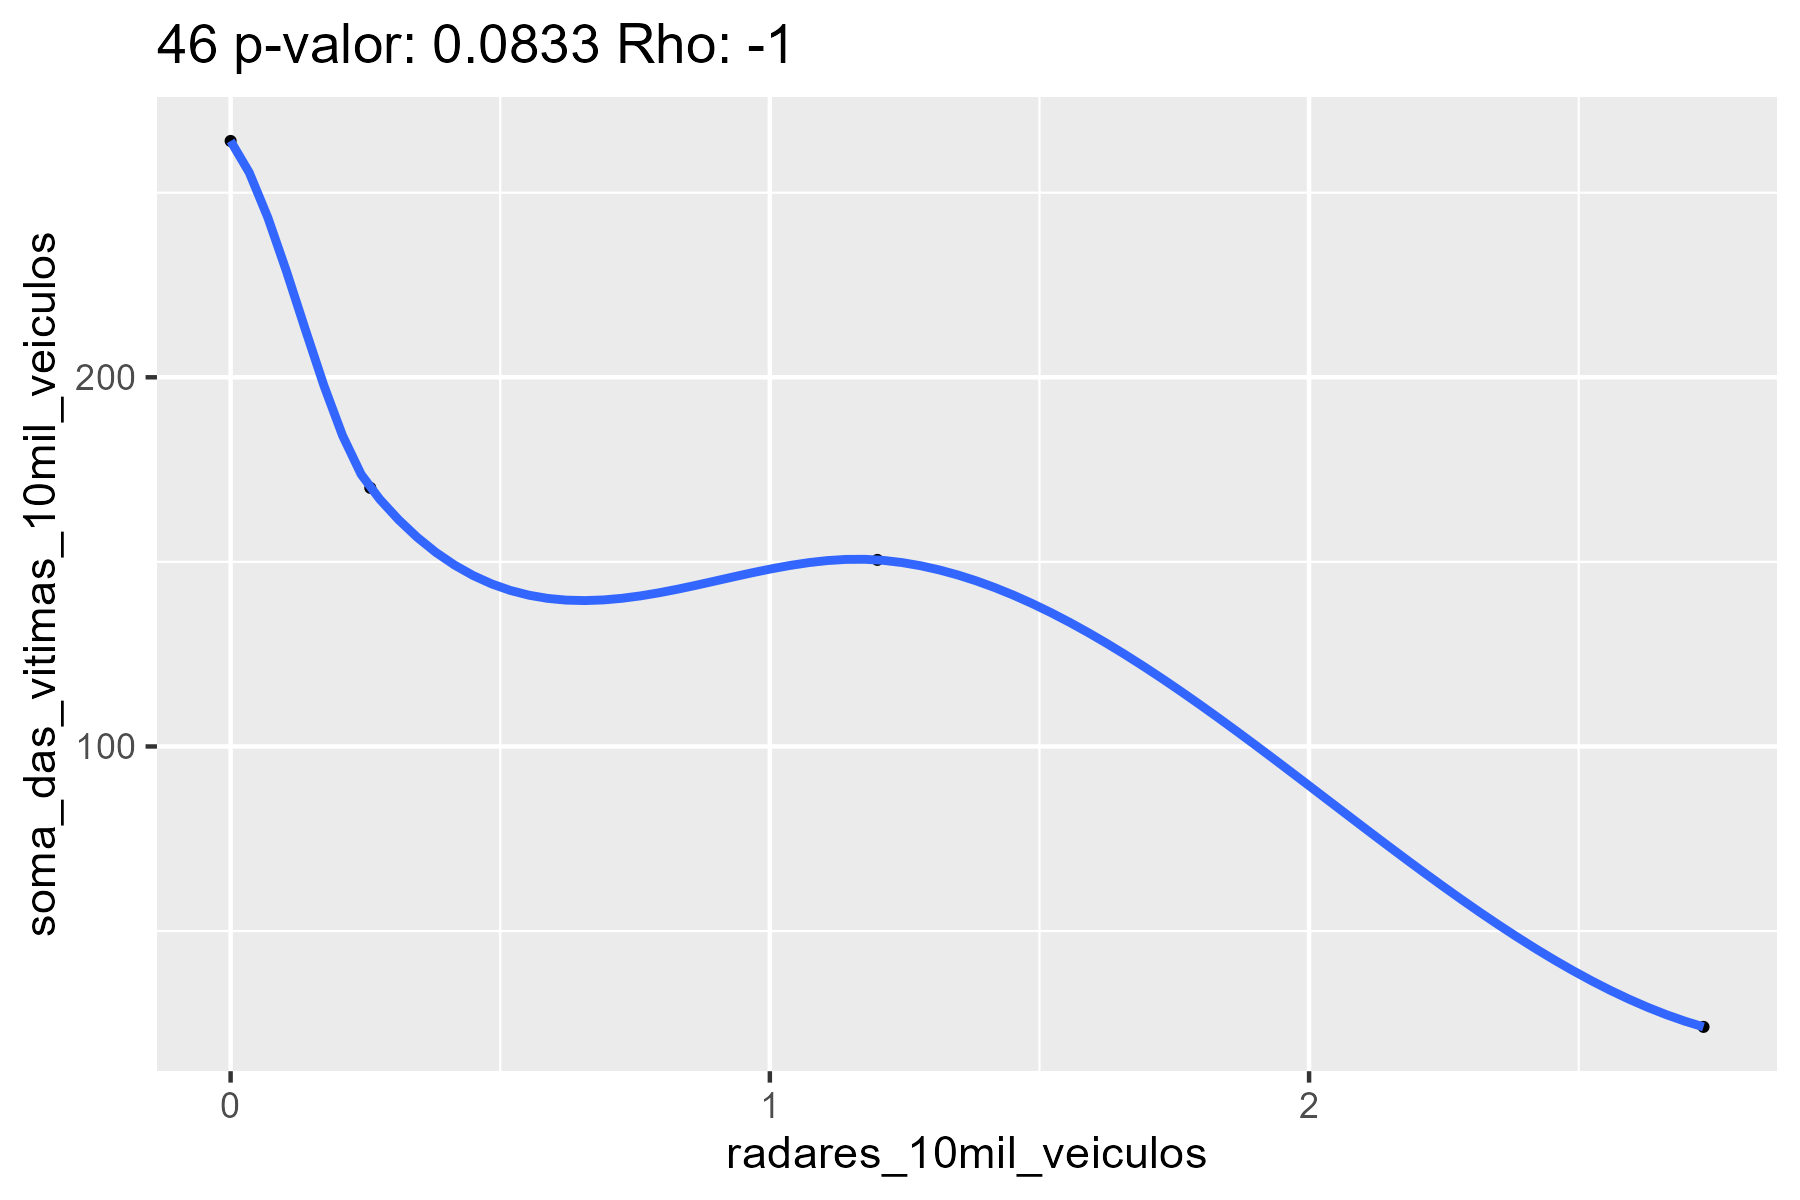 46 p-valor: 0.0833 Rho: -1
soma_das_vitimas_10mil_veiculos
200
100
0
1
2
radares_10mil_veiculos